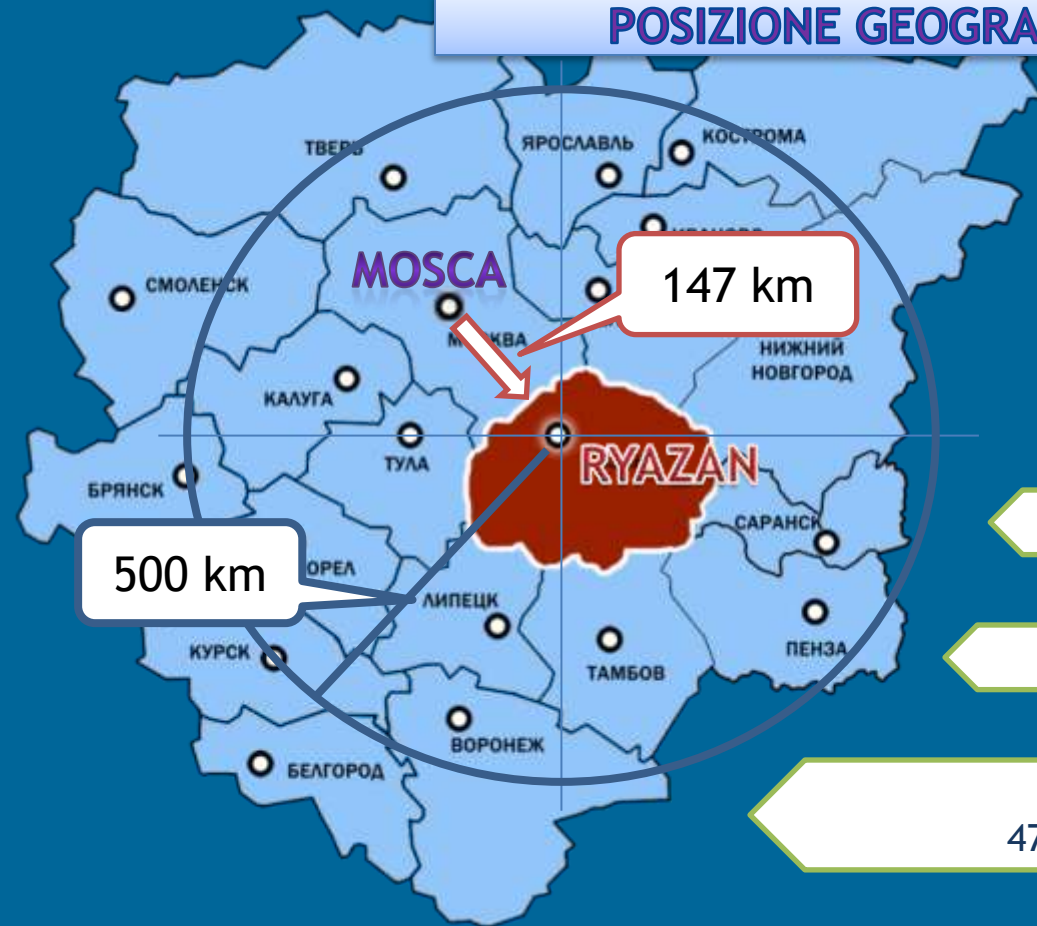 POSIZIONE GEOGRA
ТВЕРЬ
ЯРОСЛАВЛЬ
КОСТРОМА
MOSCA
147 km
СМОЛЕНСК
МОСКВА
НИЖНИЙ
НОВГОРОД
КАЛУГА
ТУЛА
RYAZAN
БРЯНСК
САРАНСК
500 km
ОРЕЛ
ЛИПЕЦК
КУРСК
ТАМБОВ
ПЕНЗА
ВОРОНЕЖ
БЕЛГОРОД
47